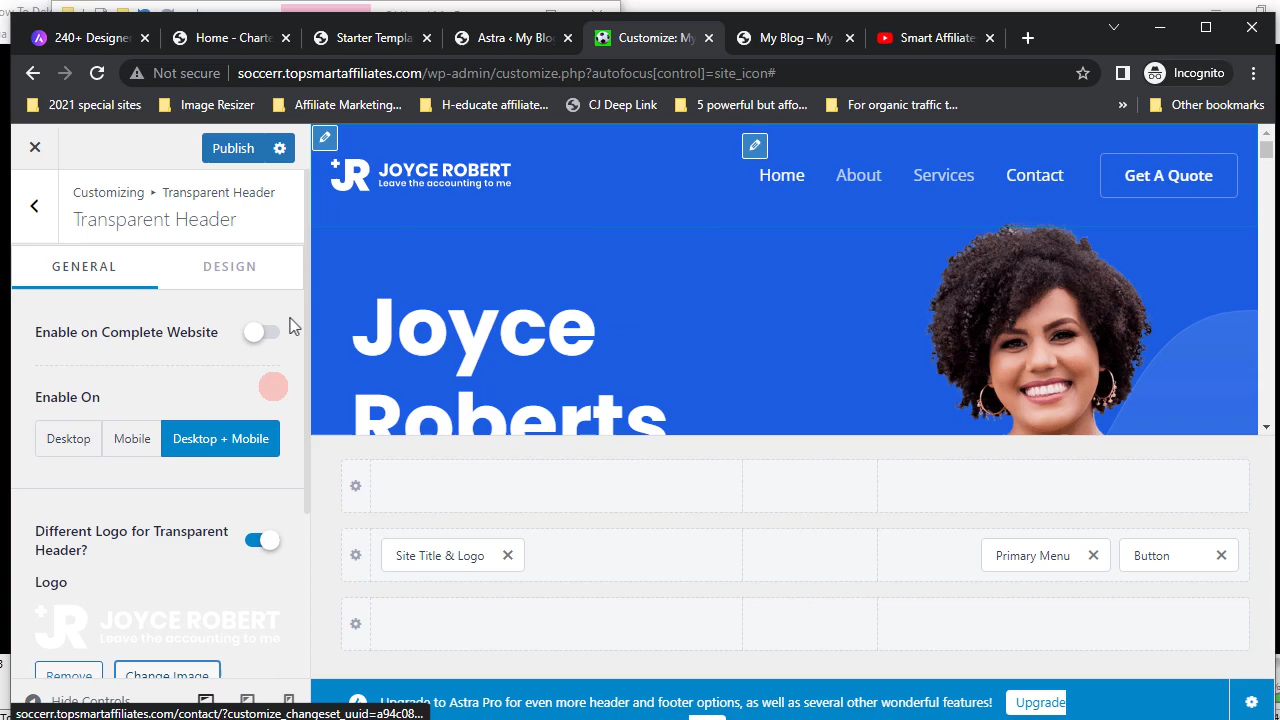 240+ Designer
Home - Charte
Starter Templa
Astra ‹ My Blo
Customize: My
My Blog – My
Smart Affiliate
Not secure
soccerr.topsmartaffiliates.com/wp-admin/customize.php?autofocus[control]=site_icon#
Incognito
2021 special sites
Image Resizer
Affiliate Marketing...
H-educate affiliate...
CJ Deep Link
5 powerful but affo...
For organic traffic t...
»
Other bookmarks
Publish
Customizing ▸ Transparent Header
Transparent Header
GENERAL
DESIGN
Enable on Complete Website
Enable On
Desktop
Mobile
Desktop + Mobile
Different Logo for Transparent
Header?
Logo
JR JOYCE ROBERT
Leave the accounting to me
Remove
Change Image
Hide Controls
soccerr.topsmartaffiliates.com/contact/?customize_changeset_uuid=a94c08...
JR JOYCE ROBERT
Leave the accounting to me
Home
About
Services
Contact
Get A Quote
Joyce
Roberts
Site Title & Logo
Primary Menu
Button
Upgrade to Astra Pro for even more header and footer options, as well as several other wonderful features!
Upgrade